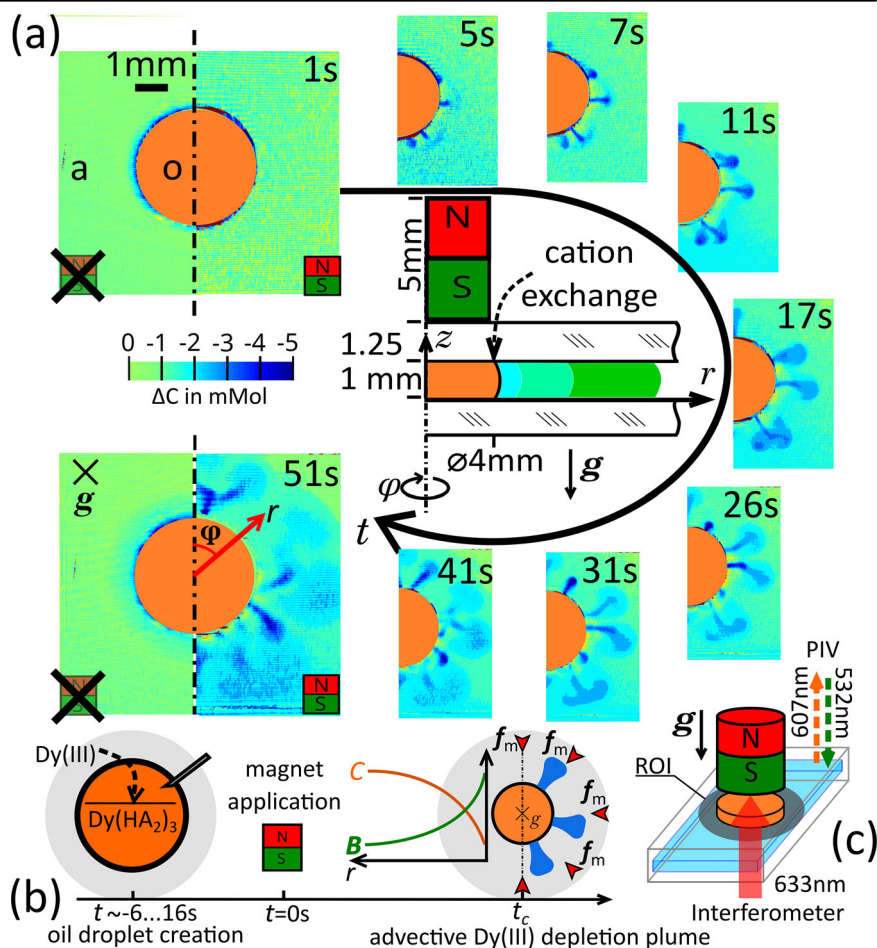 (a)
1mm
1s
a
o
N
S
N
S
5s
7s
11s
17s
26s
31s
41s
0 -1 -2 -3 -4 -5
ΔC in mMol
5mm
N
S
cation
exchange
z
1.25
1 mm
r
ø4mm
g
φ
t
g
51s
r
φ
N
S
N
S
Dy(III)
Dy(HA₂)₃
magnet
application
N
S
C
B
r
fₘ
fₘ
fₘ
fₘ
g
(b)
t ~-6...16s
oil droplet creation
t=0s
t_c
advective Dy(III) depletion plume
PIV
607nm
532nm
g
N
S
ROI
(c)
633nm
Interferometer